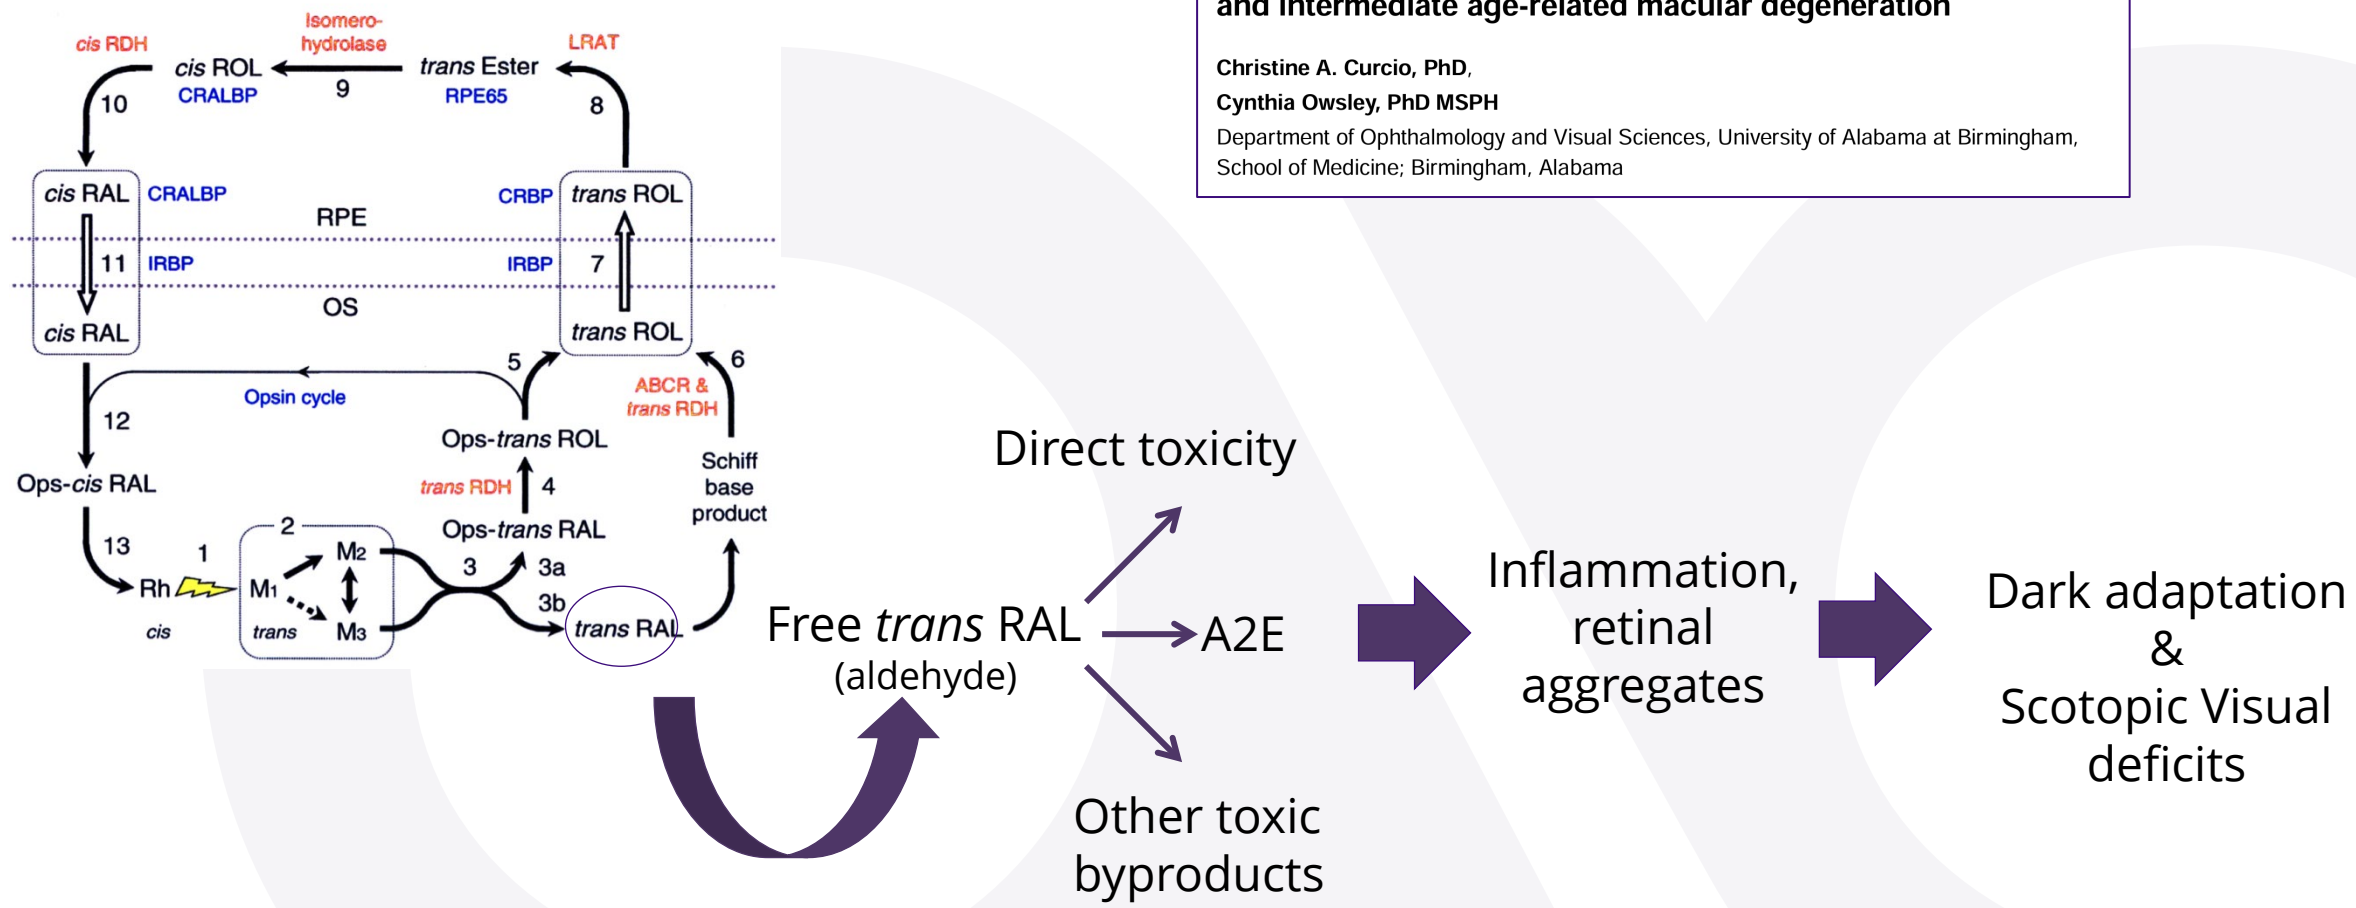 and intermediate age-related macular degeneration
Christine A. Curcio, PhD,
Cynthia Owsley, PhD MSPH
Department of Ophthalmology and Visual Sciences, University of Alabama at Birmingham,
School of Medicine; Birmingham, Alabama
Isomero-
hydrolase
cis RDH
LRAT
cis ROL
trans Ester
CRALBP
9
RPE65
10
8
cis RAL
CRALBP
CRBP
trans ROL
RPE
11
IRBP
IRBP
7
OS
cis RAL
trans ROL
5
6
ABCR &
trans RDH
Opsin cycle
12
Ops-trans ROL
Schiff
base
product
Ops-cis RAL
trans RDH
4
Ops-trans RAL
2
13
1
M2
3
3a
Rh
M1
3b
cis
trans
M3
trans RAL
Free trans RAL
(aldehyde)
Direct toxicity
A2E
Other toxic
byproducts
Inflammation,
retinal
aggregates
Dark adaptation
&
Scotopic Visual
deficits